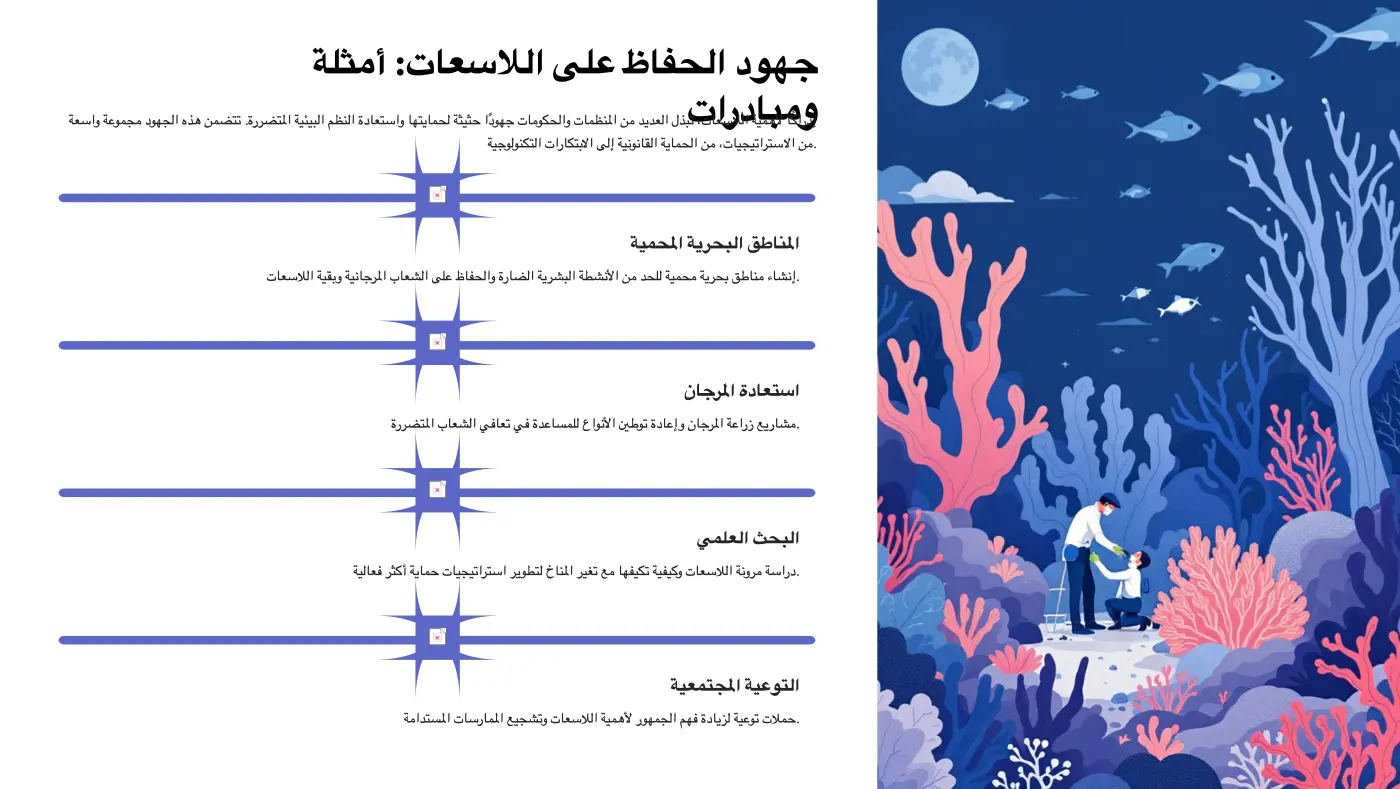 جهود الحفاظ على اللاسعات: أمثلة
ومبادرات
إدراكًا لأهمية اللاسعات، تبذل العديد من المنظمات والحكومات جهودًا حثيثة لحمايتها واستعادة النظم البيئية المتضررة. تتضمن هذه الجهود مجموعة واسعة
من الاستراتيجيات، من الحماية القانونية إلى الابتكارات التكنولوجية.
المناطق البحرية المحمية
إنشاء مناطق بحرية محمية للحد من الأنشطة البشرية الضارة والحفاظ على الشعاب المرجانية وبقية اللاسعات.
استعادة المرجان
مشاريع زراعة المرجان وإعادة توطين الأنواع للمساعدة في تعافي الشعاب المتضررة.
البحث العلمي
دراسة مرونة اللاسعات وكيفية تكيفها مع تغير المناخ لتطوير استراتيجيات حماية أكثر فعالية.
التوعية المجتمعية
حملات توعية لزيادة فهم الجمهور لأهمية اللاسعات وتشجيع الممارسات المستدامة.